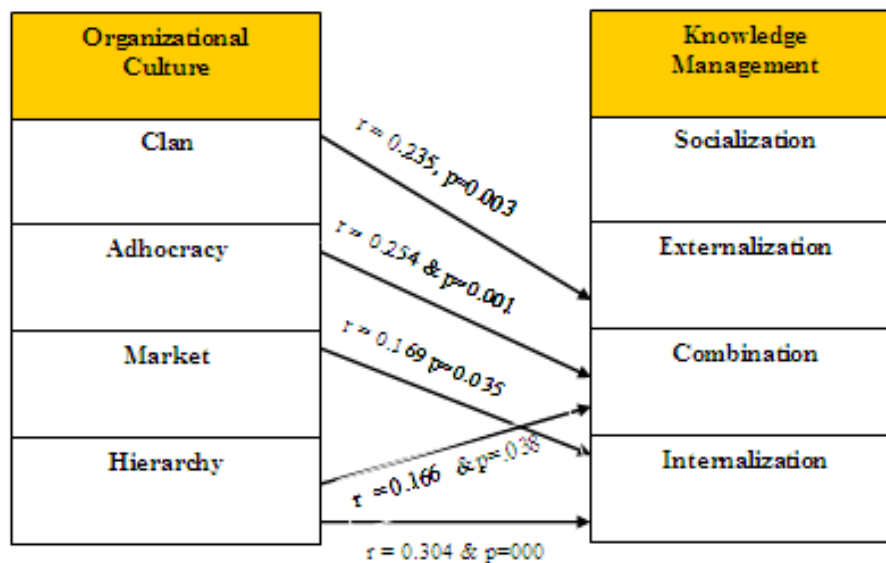 Organizational
Culture
Clan
Adhocracy
Market
Hierarchy
r = 0.235, p=0.003
r = 0.254 & p=0.001
r = 0.169 p=0.035
r =0.166 & p=.038
r = 0.304 & p=000
Knowledge
Management
Socialization
Externalization
Combination
Internalization